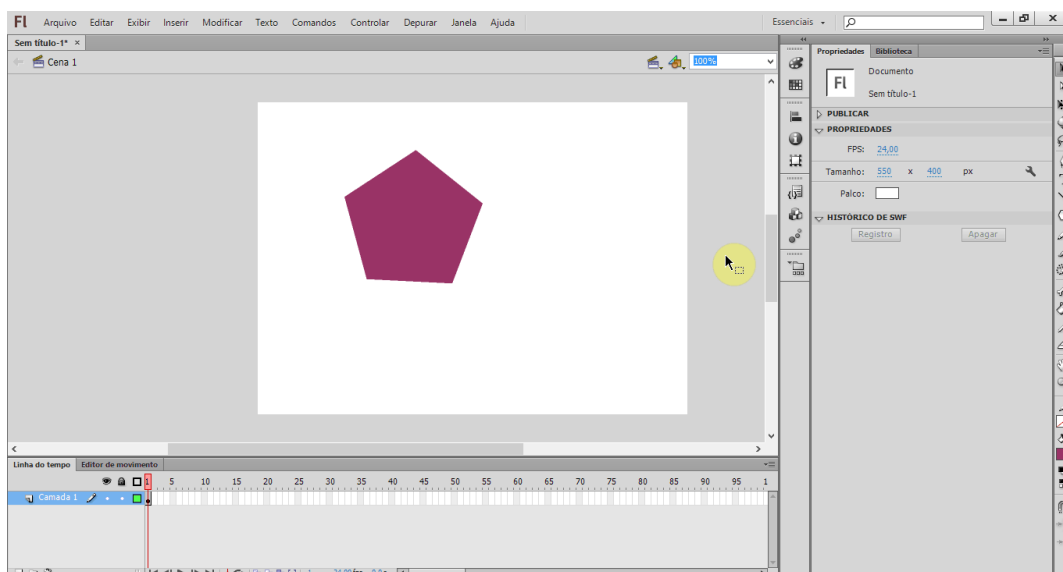 Fl Arquivo Editar Exibir Inserir Modificar Texto Comandos Controlar Depurar Janela Ajuda Essenciais
Sem título-1* ×
Cena 1 100%
Propriedades Biblioteca
Fl Documento
Sem título-1
PUBLICAR
PROPRIEDADES
FPS: 24,00
Tamanho: 550 x 400 px
Palco:
HISTÓRICO DE SWF
Registro Apagar
Linha do tempo Editor de movimento
1 5 10 15 20 25 30 35 40 45 50 55 60 65 70 75 80 85 90 95 1
Camada 1